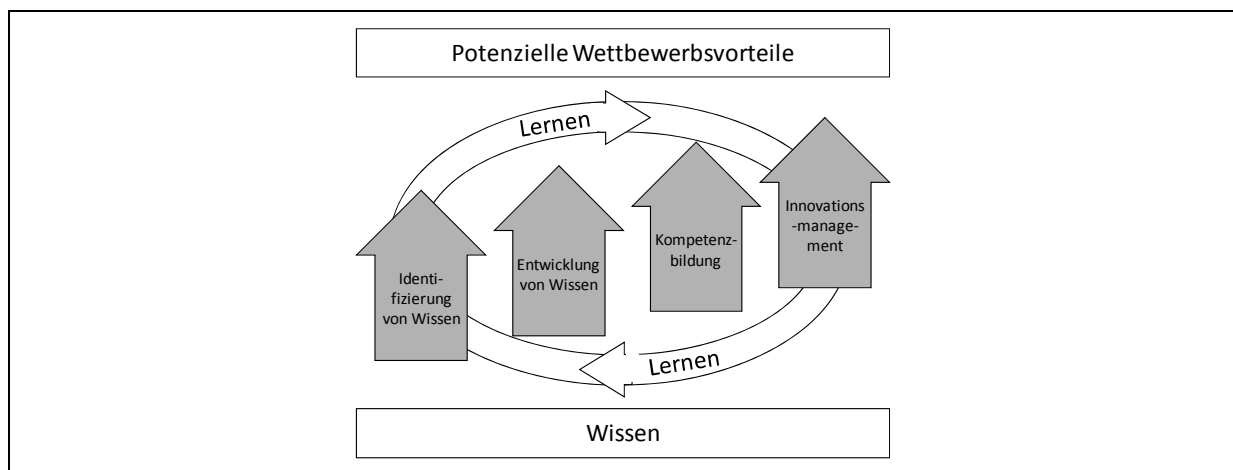 Potenzielle Wettbewerbsvorteile
Lernen
Innovations
-manage-
ment
Kompetenz-
bildung
Entwicklung
von Wissen
Identi-
fizierung
von Wissen
Lernen
Wissen